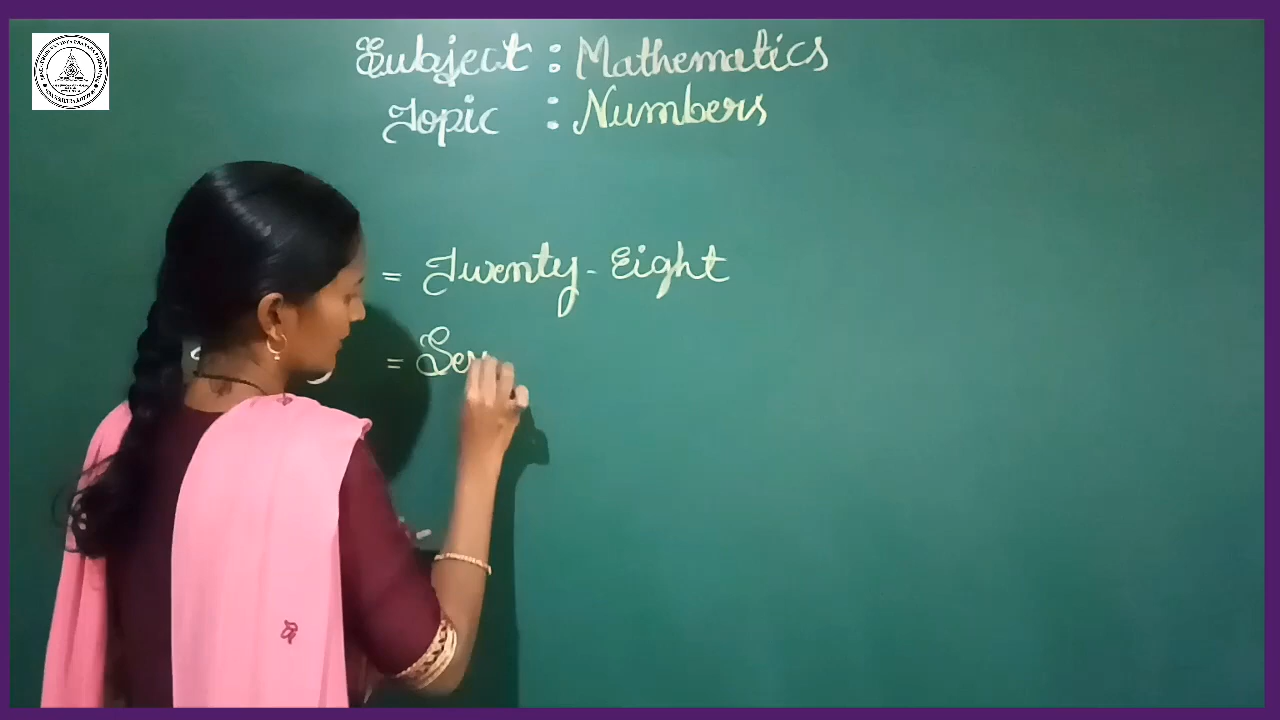 Subject : Mathematics
Topic : Numbers
= Twenty - Eight
= Sev